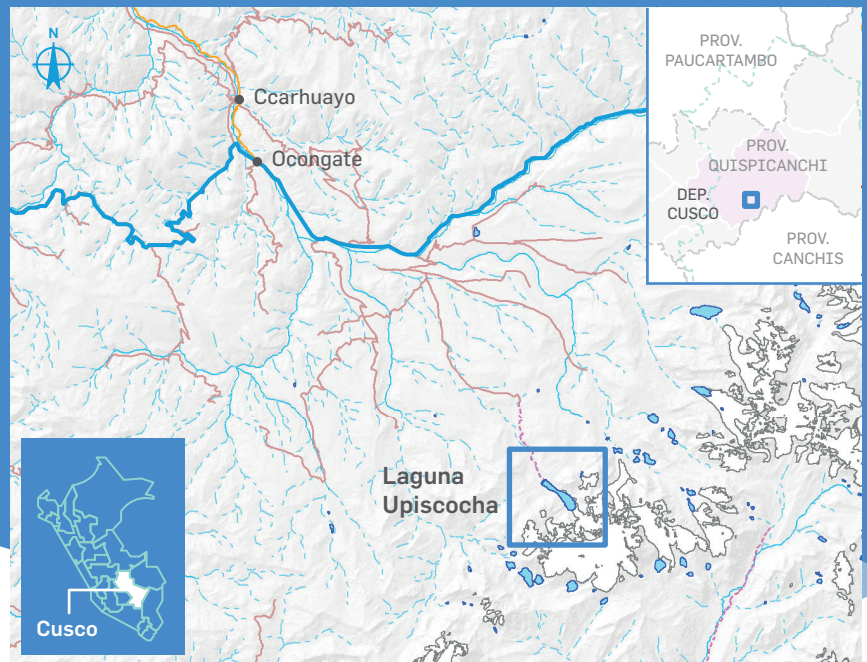 N
Ccarhuayo
Ocongate
PROV.
PAUCARTAMBO
PROV.
QUISPICANCHI
DEP.
CUSCO
PROV.
CANCHIS
Laguna
Upiscocha
Cusco